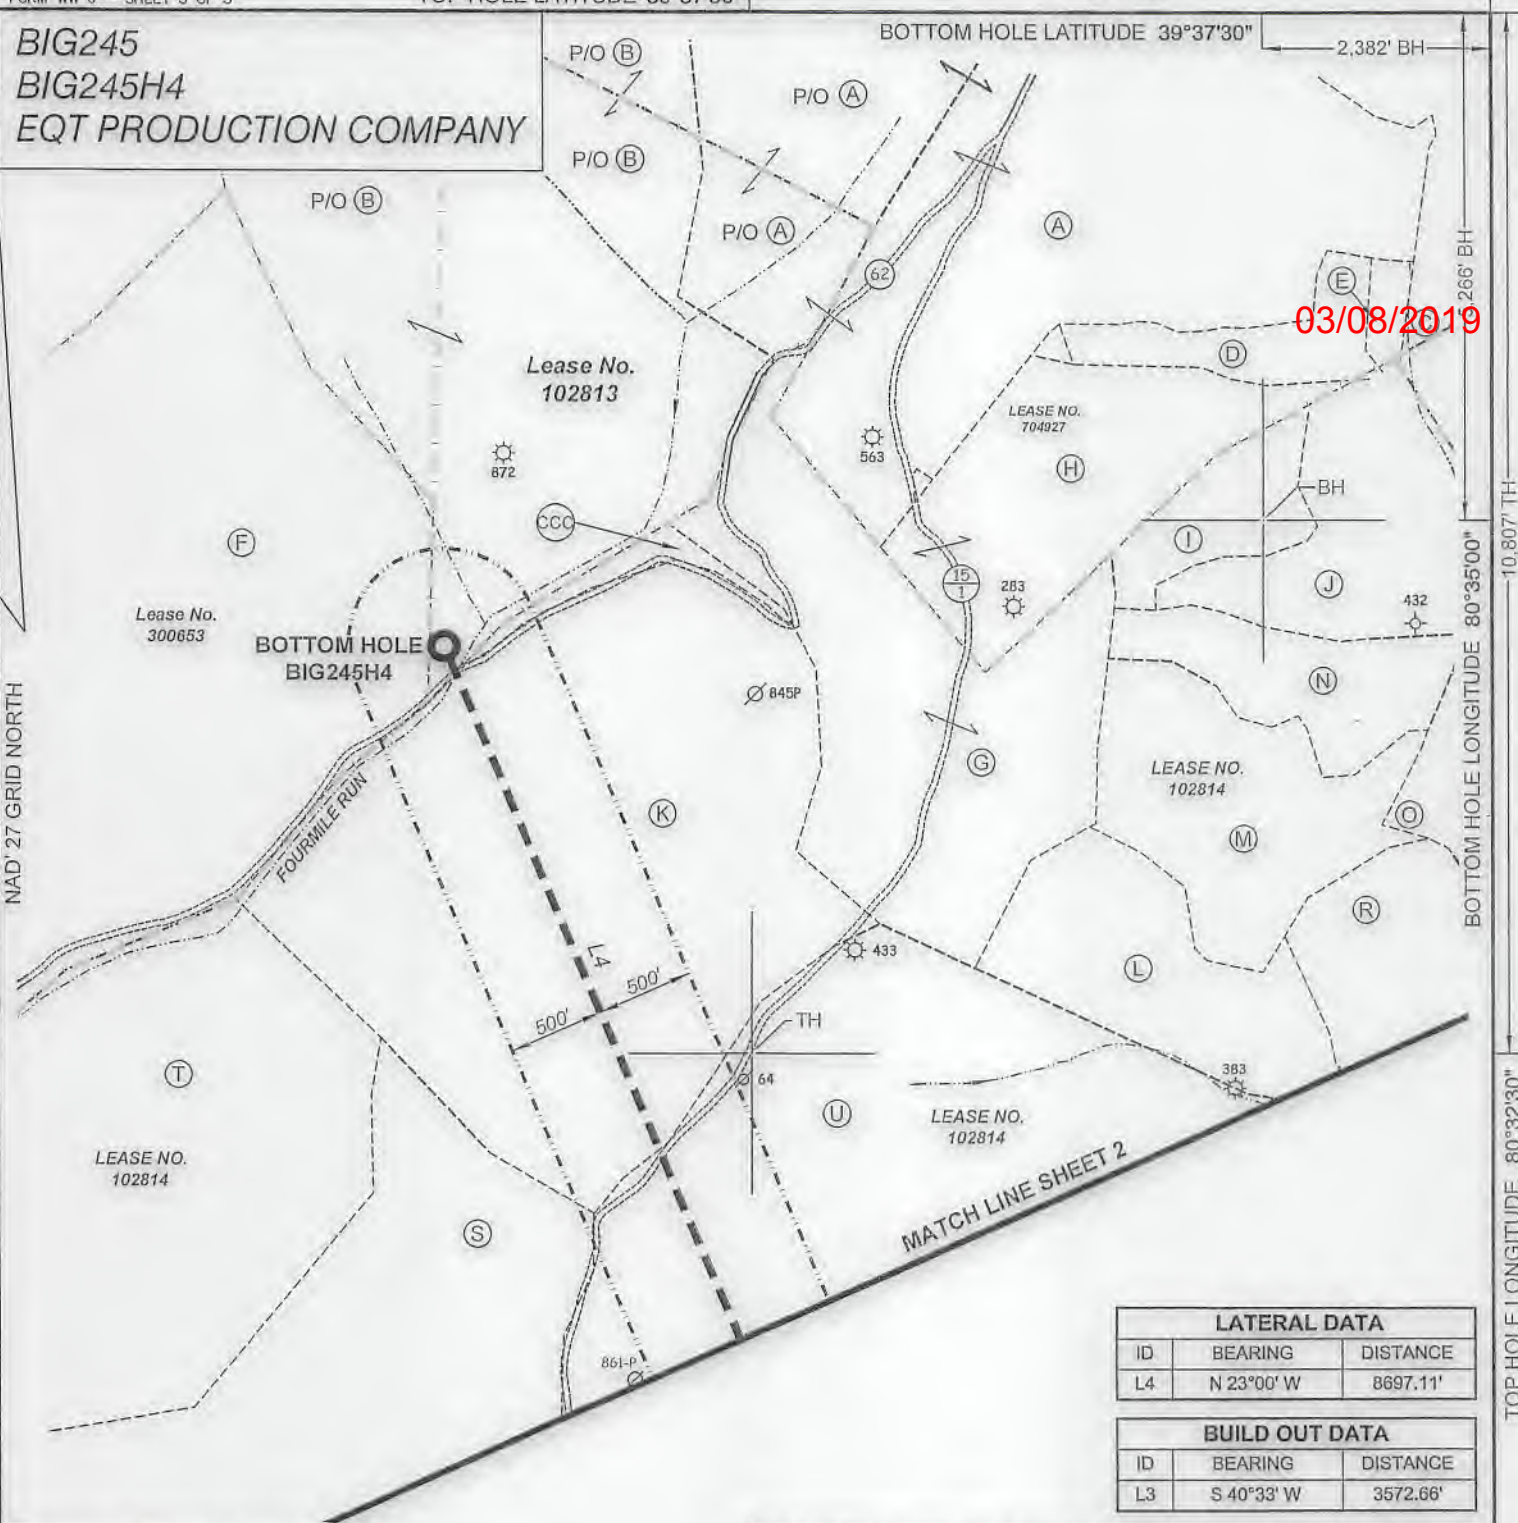 BIG245
BIG245H4
EQT PRODUCTION COMPANY
BOTTOM HOLE LATITUDE 39°37'30"
2,382' BH
P/O B
P/O A
P/O B
P/O B
P/O A
A
62
,266' BH
E
03/08/2019
D
Lease No.
102813
LEASE NO.
704927
563
872
H
BH
10,807' TH
CCC
F
I
15
1
283
J
432
Lease No.
300653
BOTTOM HOLE
BIG245H4
845P
N
G
LEASE NO.
102814
BOTTOM HOLE LONGITUDE 80°35'00"
NAD' 27 GRID NORTH
FOURMILE RUN
K
M
O
R
L4
433
L
500'
500'
TH
T
64
383
U
LEASE NO.
102814
LEASE NO.
102814
MATCH LINE SHEET 2
S
TOP HOLE LONGITUDE 80°32'30"
861-P
LATERAL DATA
ID BEARING DISTANCE
L4 N 23°00' W 8697.11'
BUILD OUT DATA
ID BEARING DISTANCE
L3 S 40°33' W 3572.66'